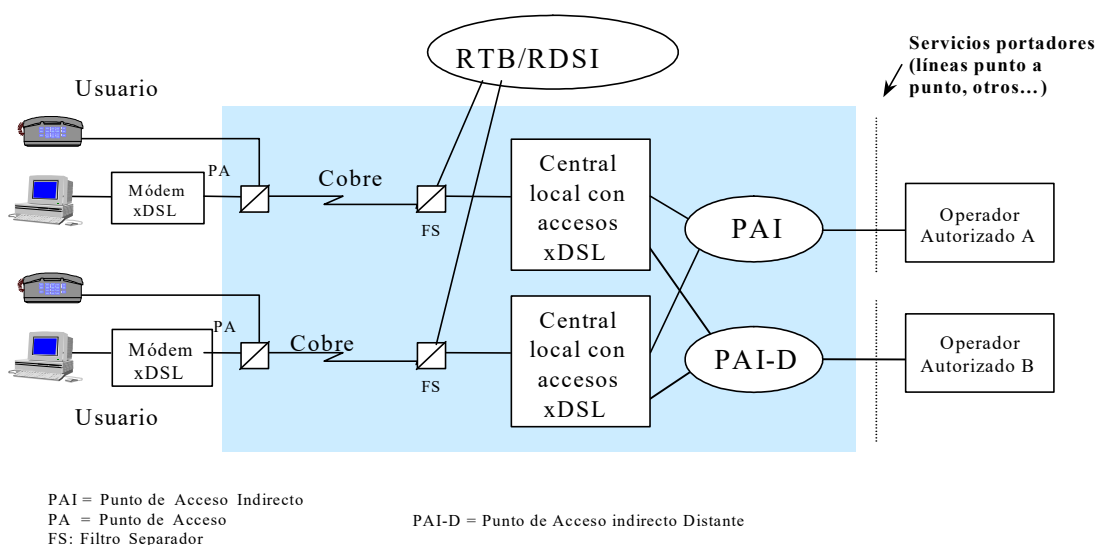 RTB/RDSI
Servicios portadores
(líneas punto a
punto, otros…)
Usuario
PA
Módem
xDSL
Cobre
FS
Central
local con
accesos
xDSL
PAI
Operador
Autorizado A
PA
Módem
xDSL
Cobre
FS
Central
local con
accesos
xDSL
PAI-D
Operador
Autorizado B
Usuario
PAI = Punto de Acceso Indirecto
PA = Punto de Acceso
FS: Filtro Separador
PAI-D = Punto de Acceso indirecto Distante